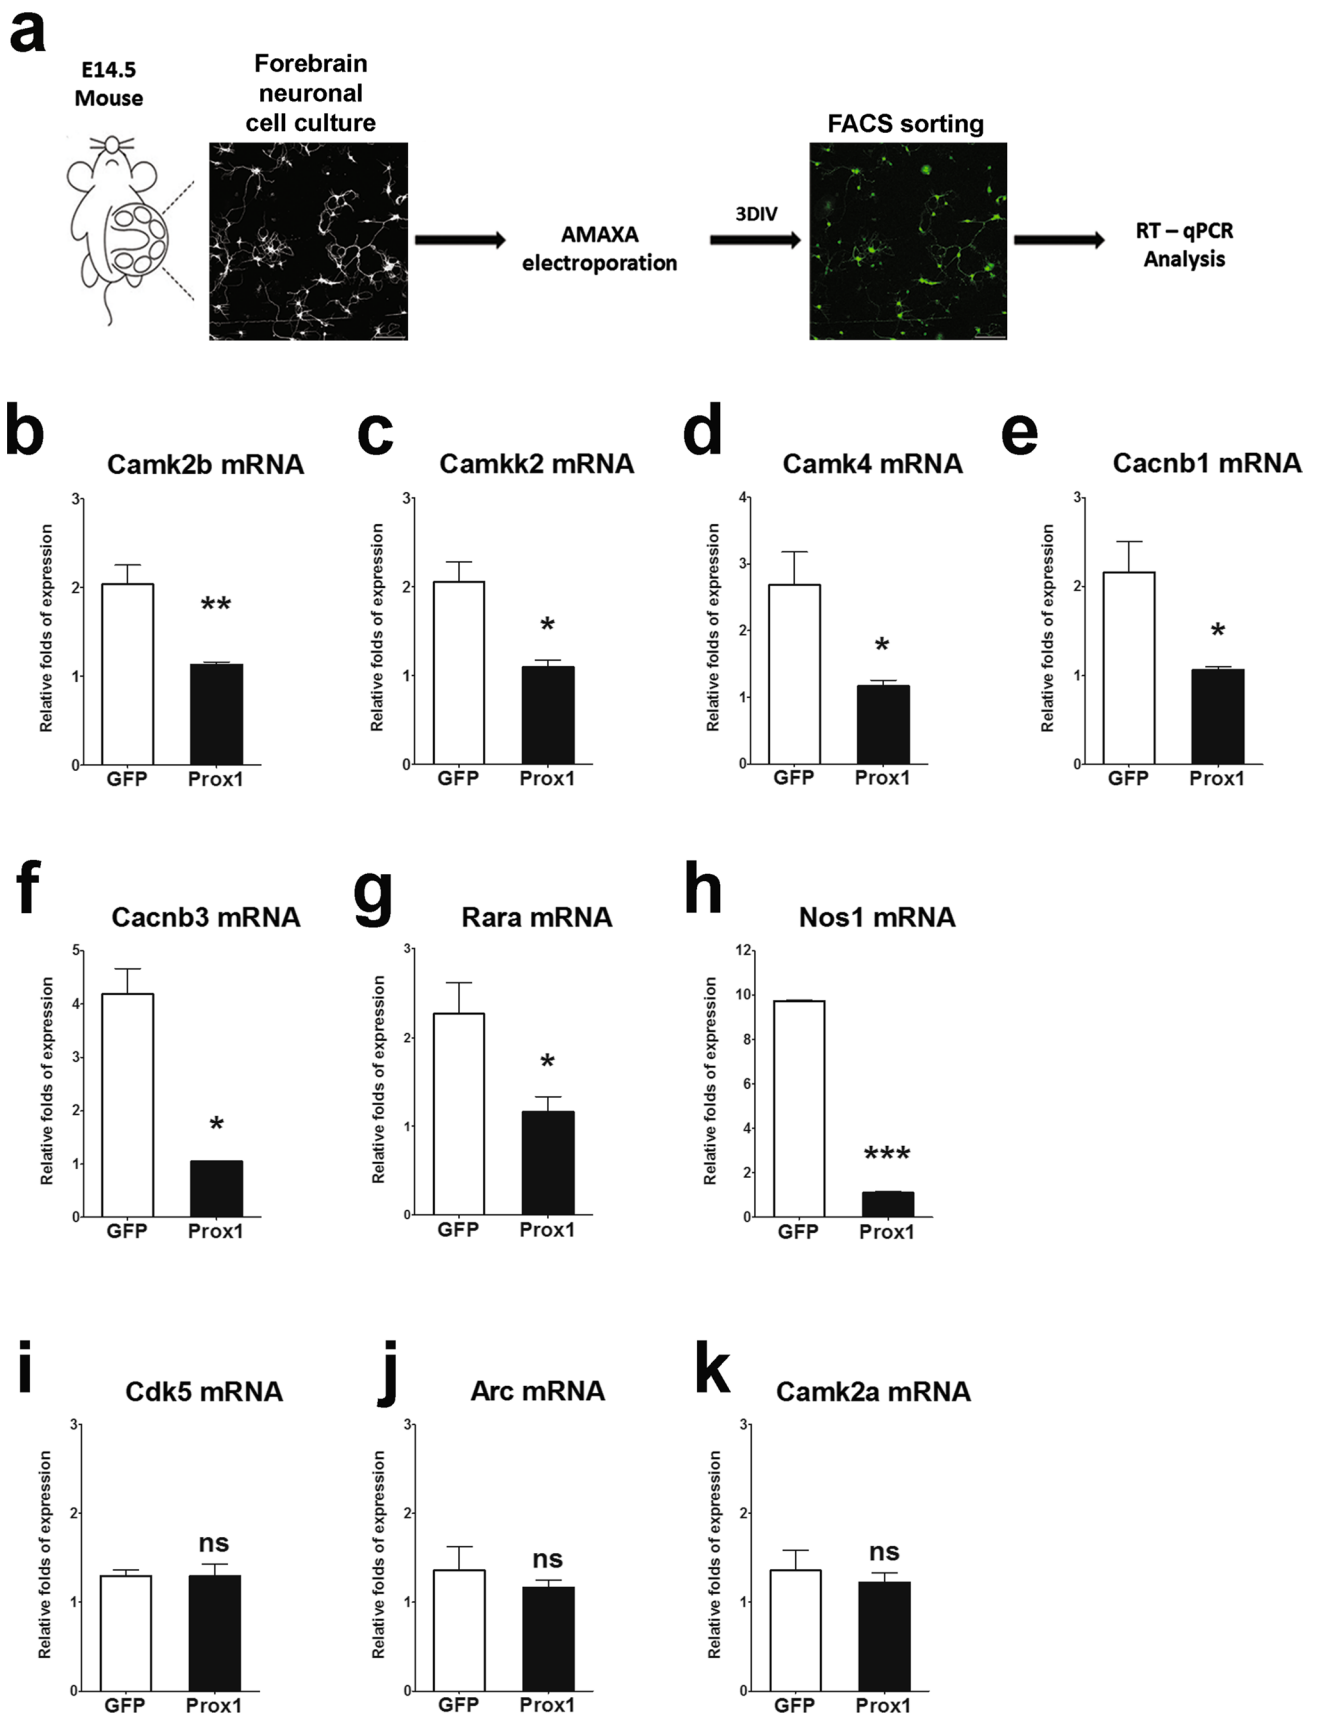 a
E14.5
Mouse
Forebrain
neuronal
cell culture
AMAXA
electroporation
3DIV
FACS sorting
RT – qPCR
Analysis
b
Camk2b mRNA
Relative folds of expression
3
2
1
0
**
GFP
Prox1
c
Camkk2 mRNA
Relative folds of expression
3
2
1
0
*
GFP
Prox1
d
Camk4 mRNA
Relative folds of expression
4
3
2
1
0
*
GFP
Prox1
e
Cacnb1 mRNA
Relative folds of expression
3
2
1
0
*
GFP
Prox1
f
Cacnb3 mRNA
Relative folds of expression
5
4
3
2
1
0
*
GFP
Prox1
g
Rara mRNA
Relative folds of expression
3
2
1
0
*
GFP
Prox1
h
Nos1 mRNA
Relative folds of expression
12
10
8
6
4
2
0
***
GFP
Prox1
i
Cdk5 mRNA
Relative folds of expression
3
2
1
0
ns
GFP
Prox1
j
Arc mRNA
Relative folds of expression
3
2
1
0
ns
GFP
Prox1
k
Camk2a mRNA
Relative folds of expression
3
2
1
0
ns
GFP
Prox1